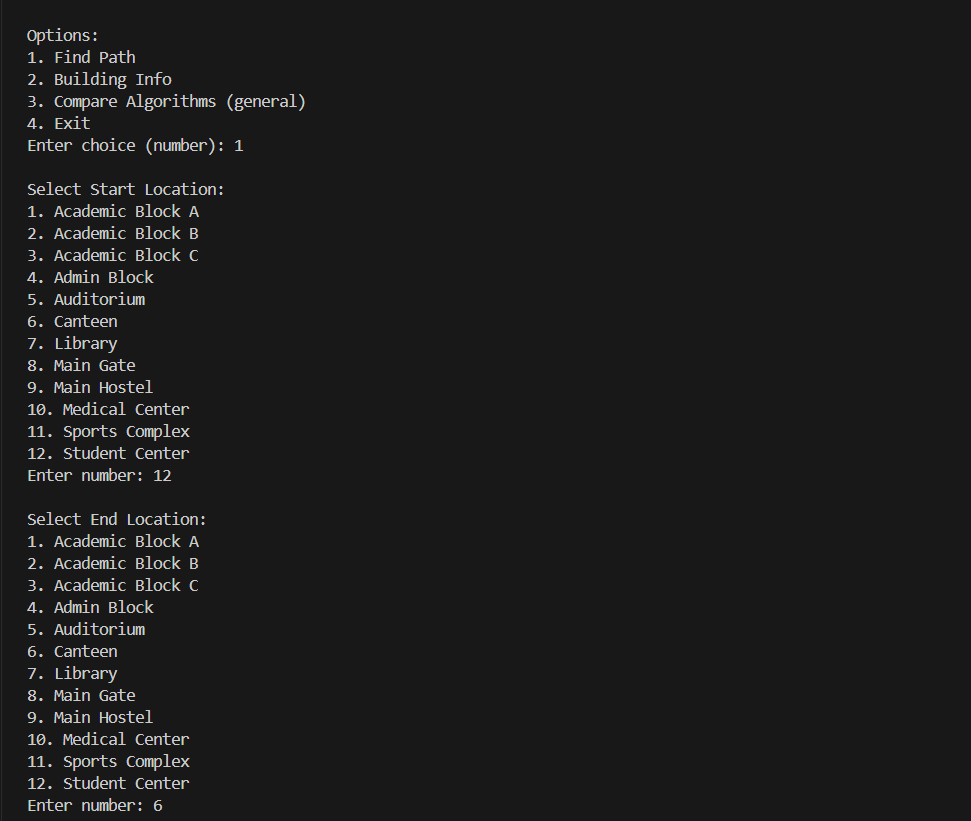 Options:
1. Find Path
2. Building Info
3. Compare Algorithms (general)
4. Exit
Enter choice (number): 1
Select Start Location:
1. Academic Block A
2. Academic Block B
3. Academic Block C
4. Admin Block
5. Auditorium
6. Canteen
7. Library
8. Main Gate
9. Main Hostel
10. Medical Center
11. Sports Complex
12. Student Center
Enter number: 12
Select End Location:
1. Academic Block A
2. Academic Block B
3. Academic Block C
4. Admin Block
5. Auditorium
6. Canteen
7. Library
8. Main Gate
9. Main Hostel
10. Medical Center
11. Sports Complex
12. Student Center
Enter number: 6